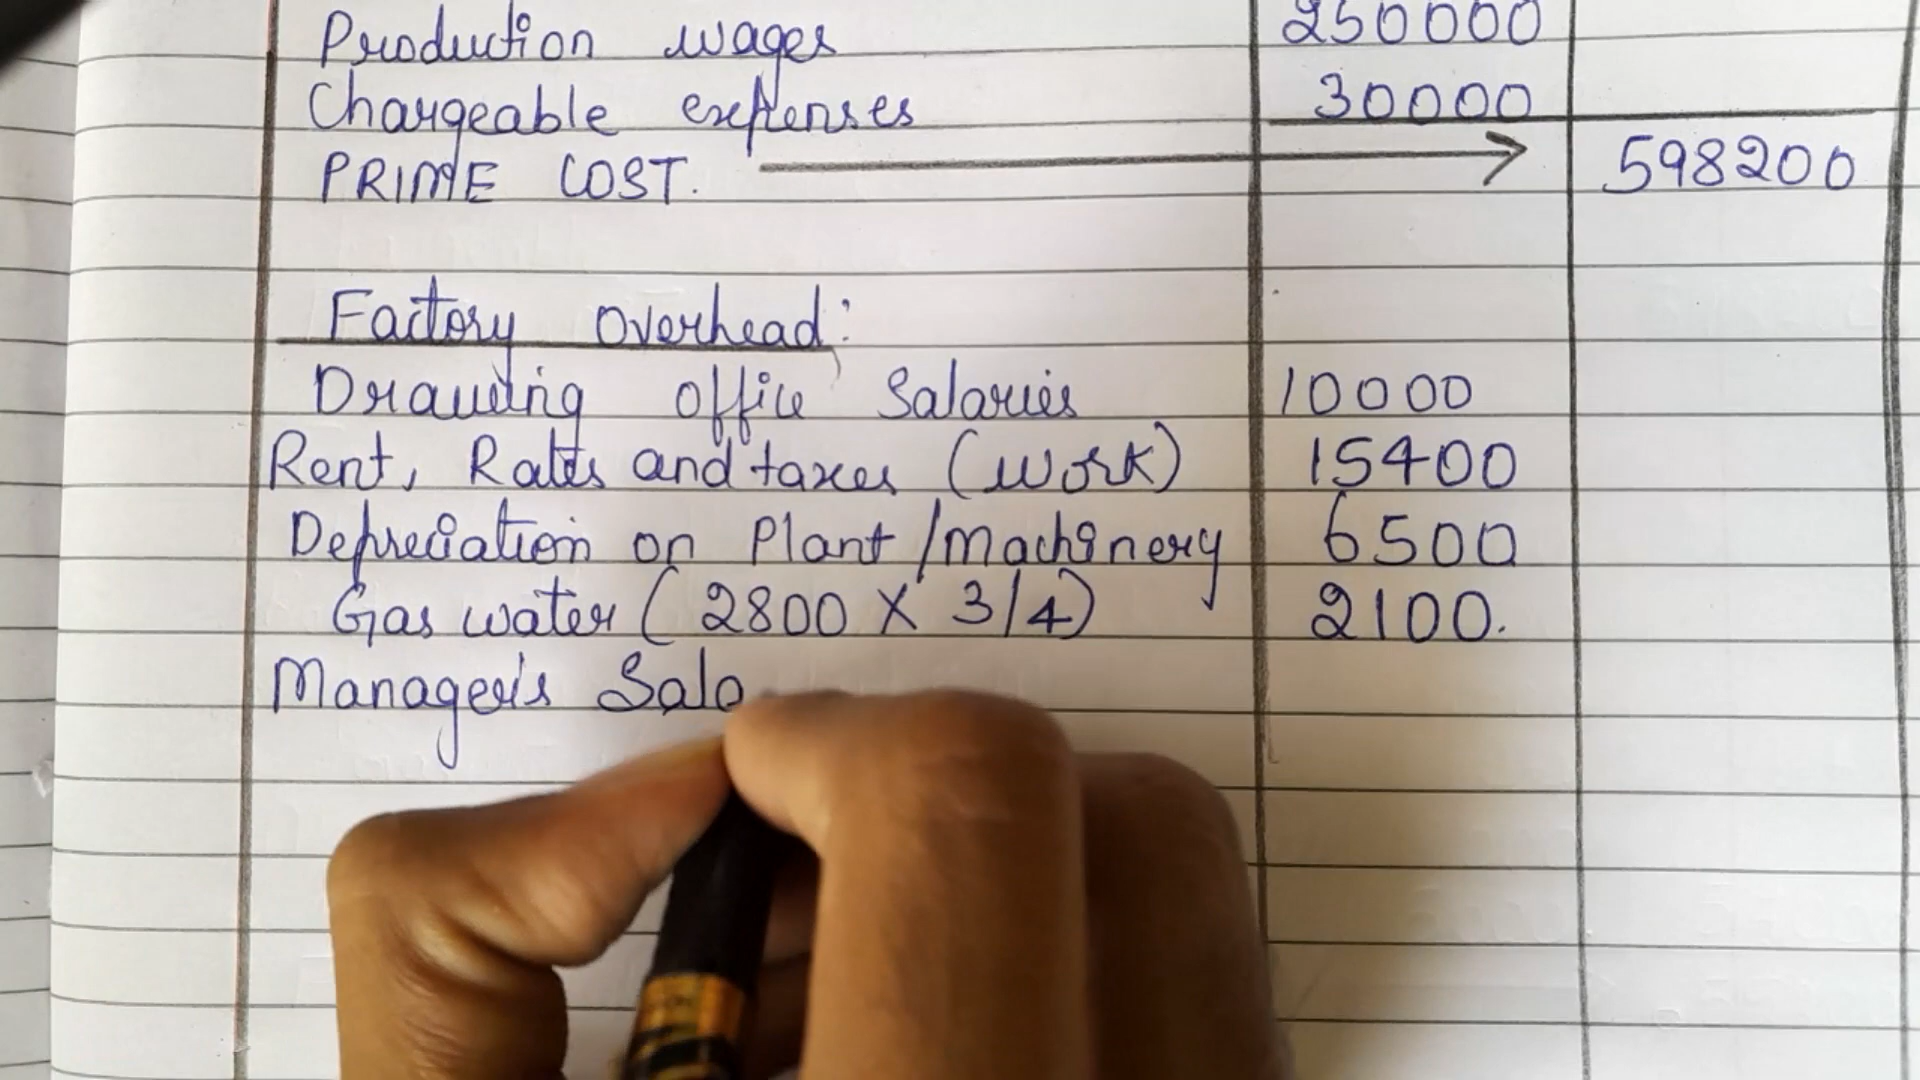 Production wages 250000
Chargeable expenses 30000
PRIME COST. 598200
Factory Overhead:
Drawing office Salaries 10000
Rent, Rates and taxes (work) 15400
Depreciation on Plant/machinery 6500
Gas water (2800 X 3/4) 2100.
Manager's Sala